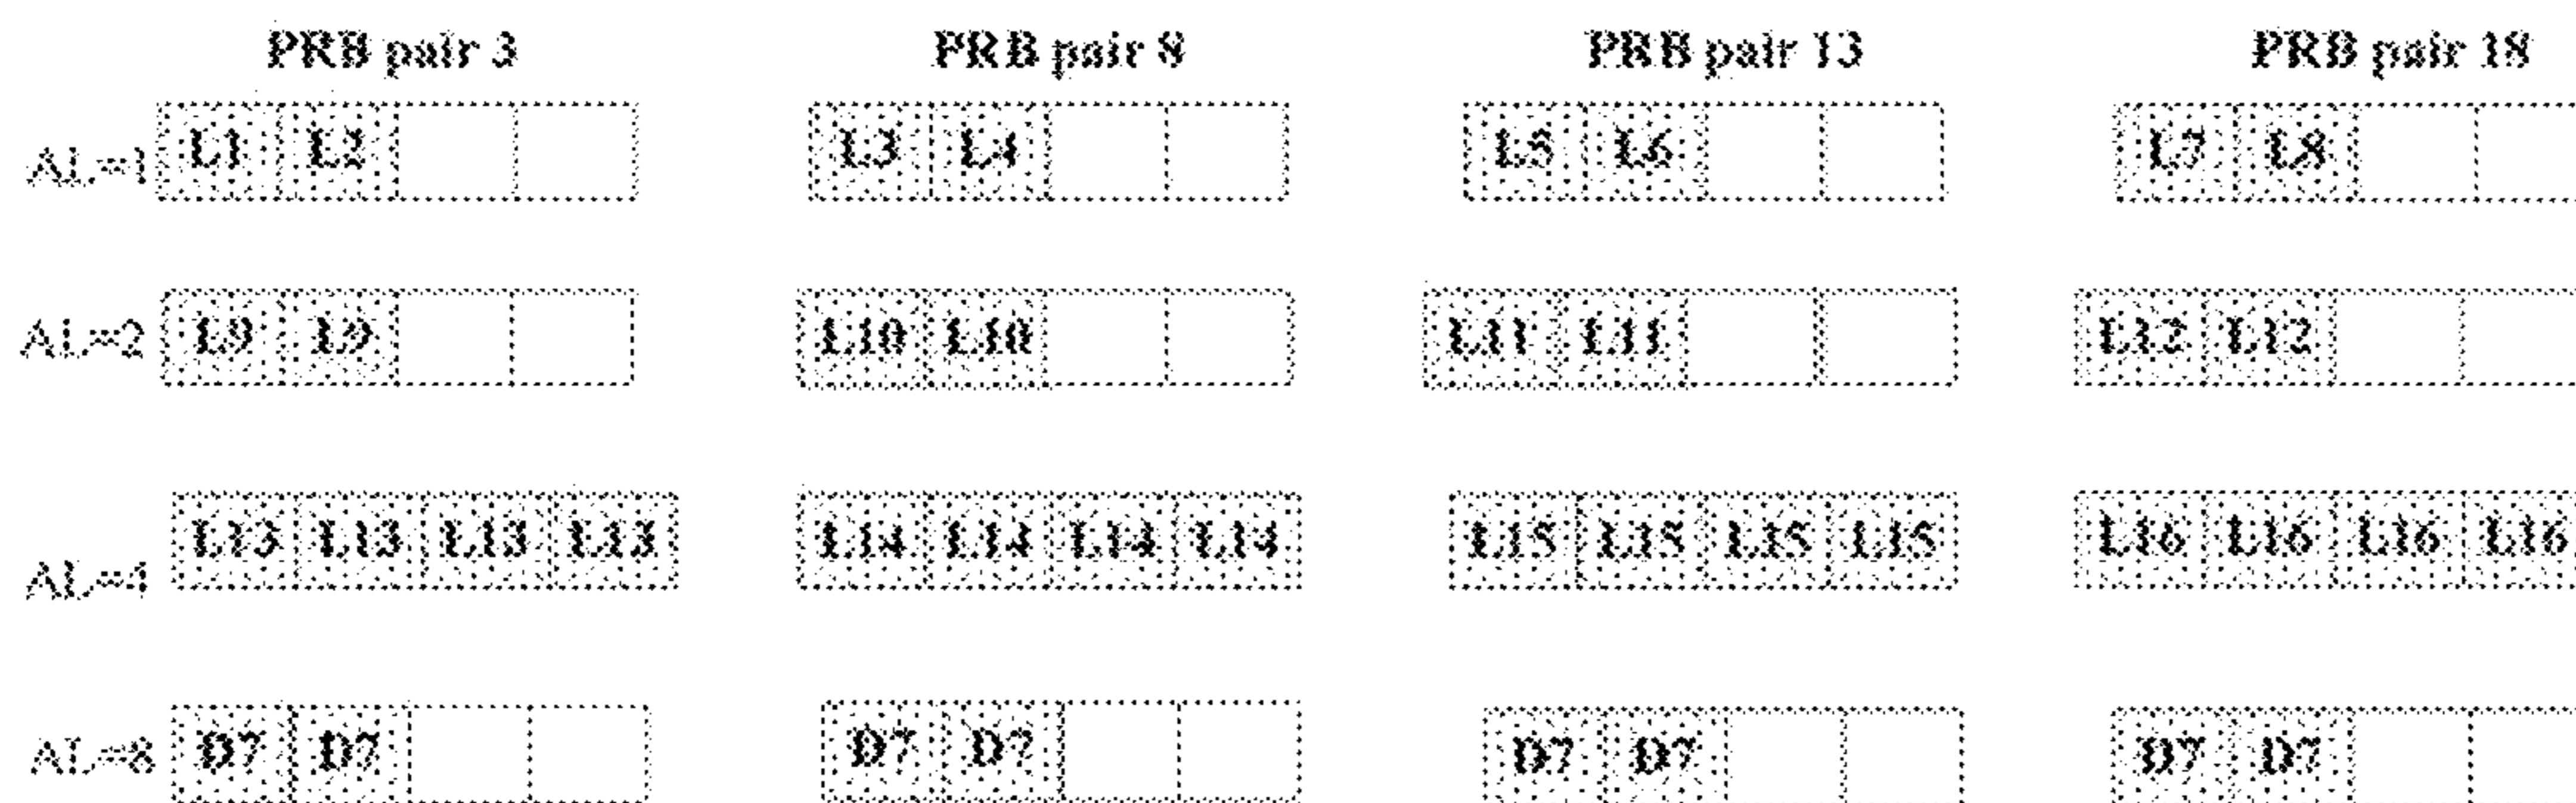 PRB pair 3 PRB pair 8 PRB pair 13 PRB pair 18
AL=1 L1 L2 L3 L4 L5 L6 L7 L8
AL=2 L9 L9 L10 L10 L11 L11 L12 L12
AL=4 L13 L13 L13 L13 L14 L14 L14 L14 L15 L15 L15 L15 L16 L16 L16 L16
AL=8 D7 D7 D7 D7 D7 D7 D7 D7